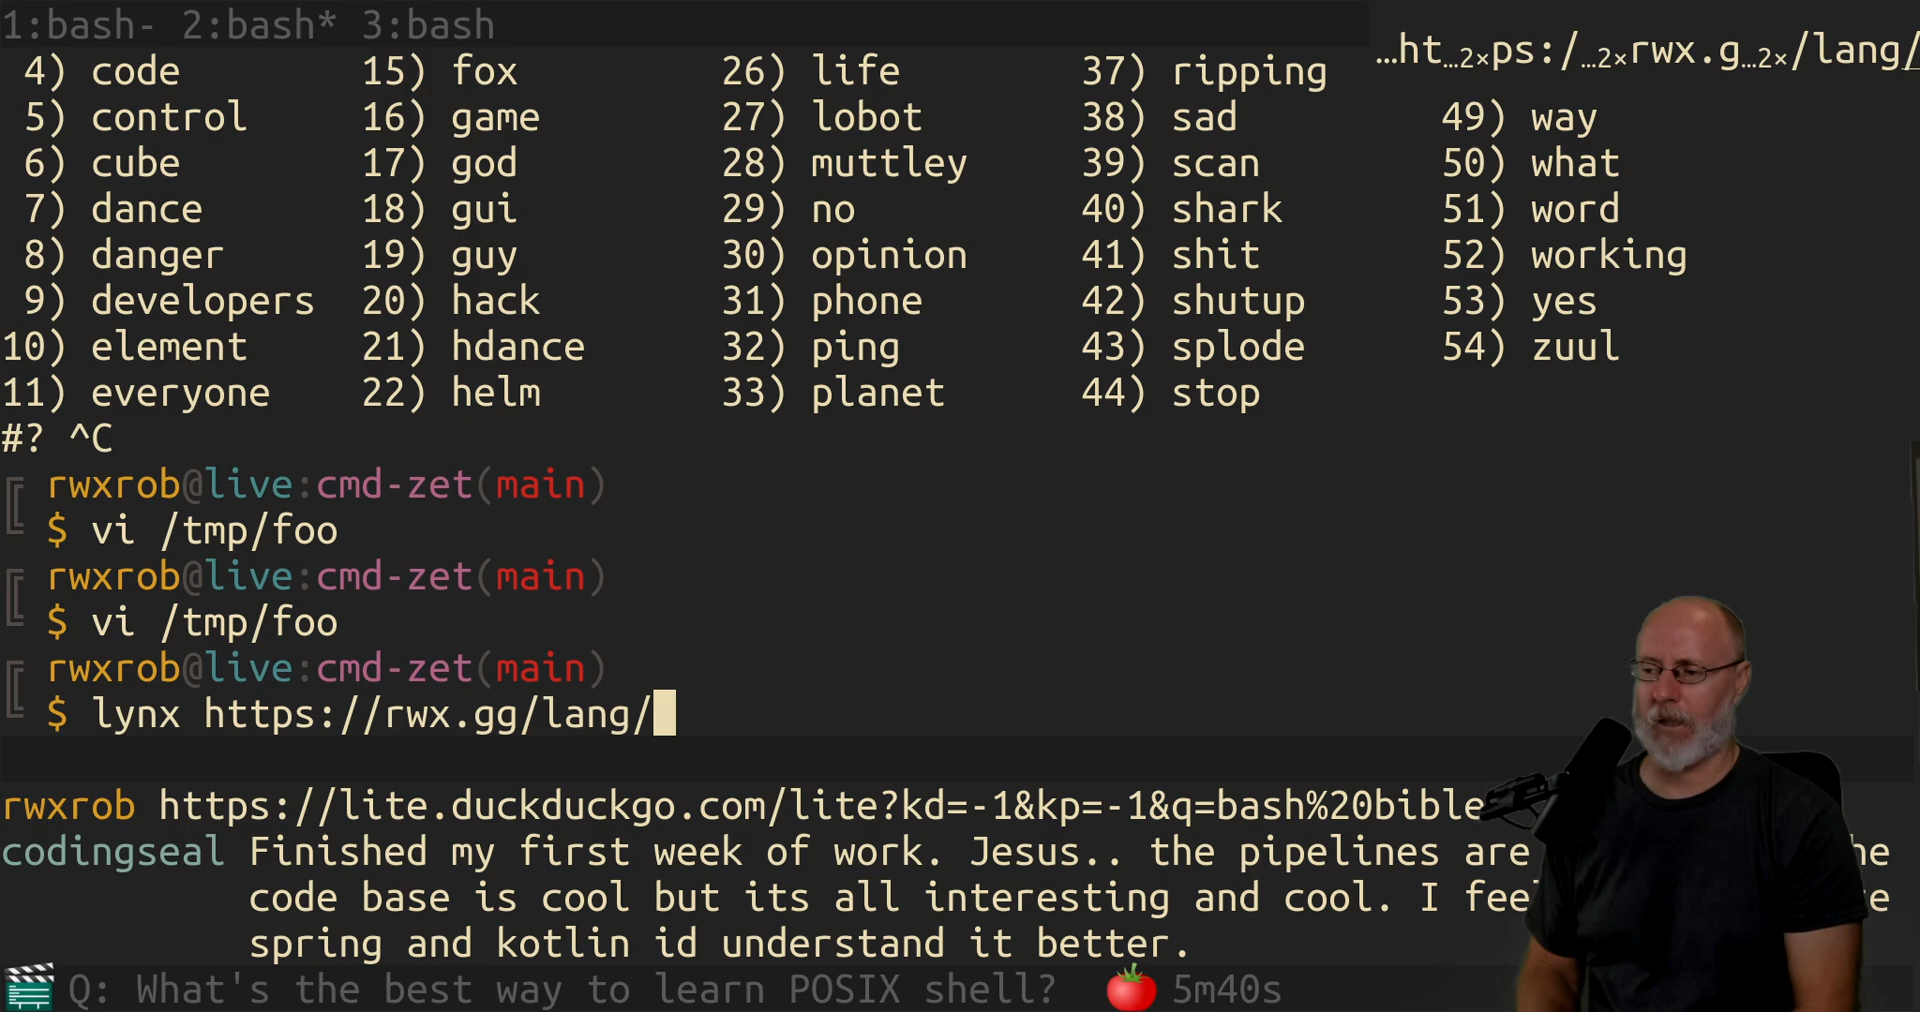 1:bash- 2:bash* 3:bash
…ht…2×ps:/…2×rwx.g…2×/lang/
4) code 15) fox 26) life 37) ripping
5) control 16) game 27) lobot 38) sad 49) way
6) cube 17) god 28) muttley 39) scan 50) what
7) dance 18) gui 29) no 40) shark 51) word
8) danger 19) guy 30) opinion 41) shit 52) working
9) developers 20) hack 31) phone 42) shutup 53) yes
10) element 21) hdance 32) ping 43) splode 54) zuul
11) everyone 22) helm 33) planet 44) stop
#? ^C
rwxrob@live:cmd-zet(main)
$ vi /tmp/foo
rwxrob@live:cmd-zet(main)
$ vi /tmp/foo
rwxrob@live:cmd-zet(main)
$ lynx https://rwx.gg/lang/
rwxrob https://lite.duckduckgo.com/lite?kd=-1&kp=-1&q=bash%20bible
codingseal Finished my first week of work. Jesus.. the pipelines are
code base is cool but its all interesting and cool. I feel
spring and kotlin id understand it better.
Q: What's the best way to learn POSIX shell? 5m40s